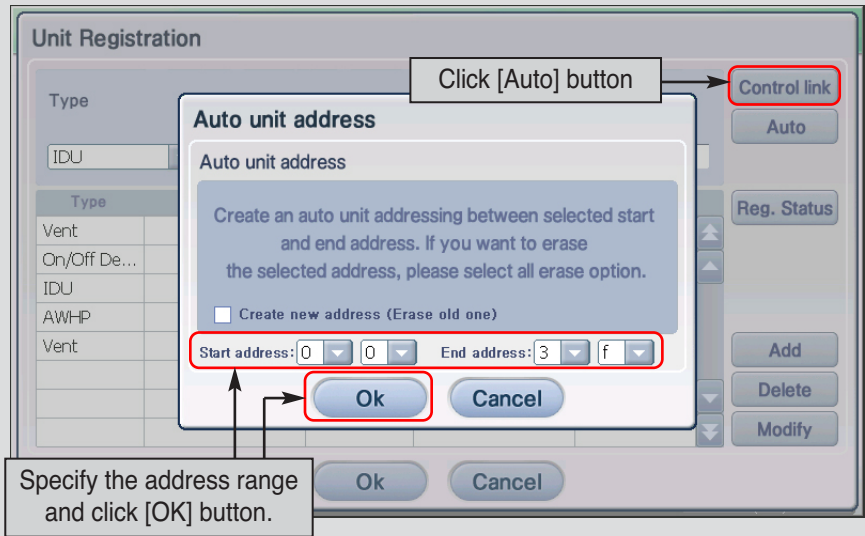 Unit Registration
Click [Auto] button
Control link
Type
Auto
IDU
Auto unit address
Auto unit address
Create an auto unit addressing between selected start
and end address. If you want to erase
the selected address, please select all erase option.
Create new address (Erase old one)
Start address: 0 0 End address: 3 f
Ok Cancel
Type
Reg. Status
Vent
On/Off De...
IDU
AWHP
Vent
Add
Delete
Modify
Specify the address range
and click [OK] button.
Ok Cancel